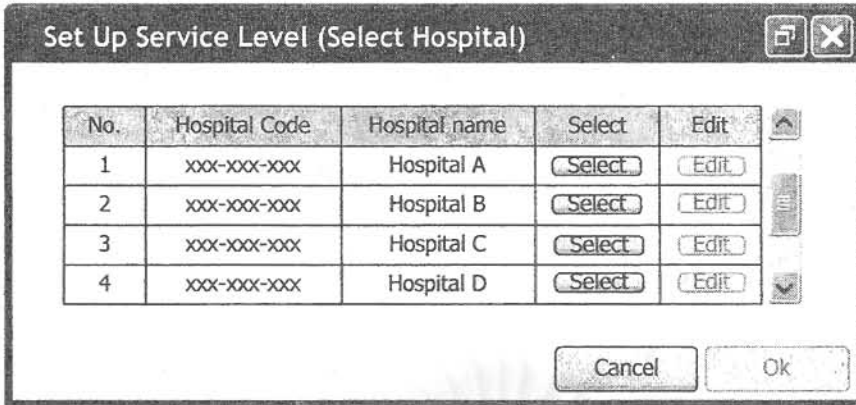 Set Up Service Level (Select Hospital)
No. Hospital Code Hospital name Select Edit
1 xxx-xxx-xxx Hospital A Select Edit
2 xxx-xxx-xxx Hospital B Select Edit
3 xxx-xxx-xxx Hospital C Select Edit
4 xxx-xxx-xxx Hospital D Select Edit
Cancel Ok